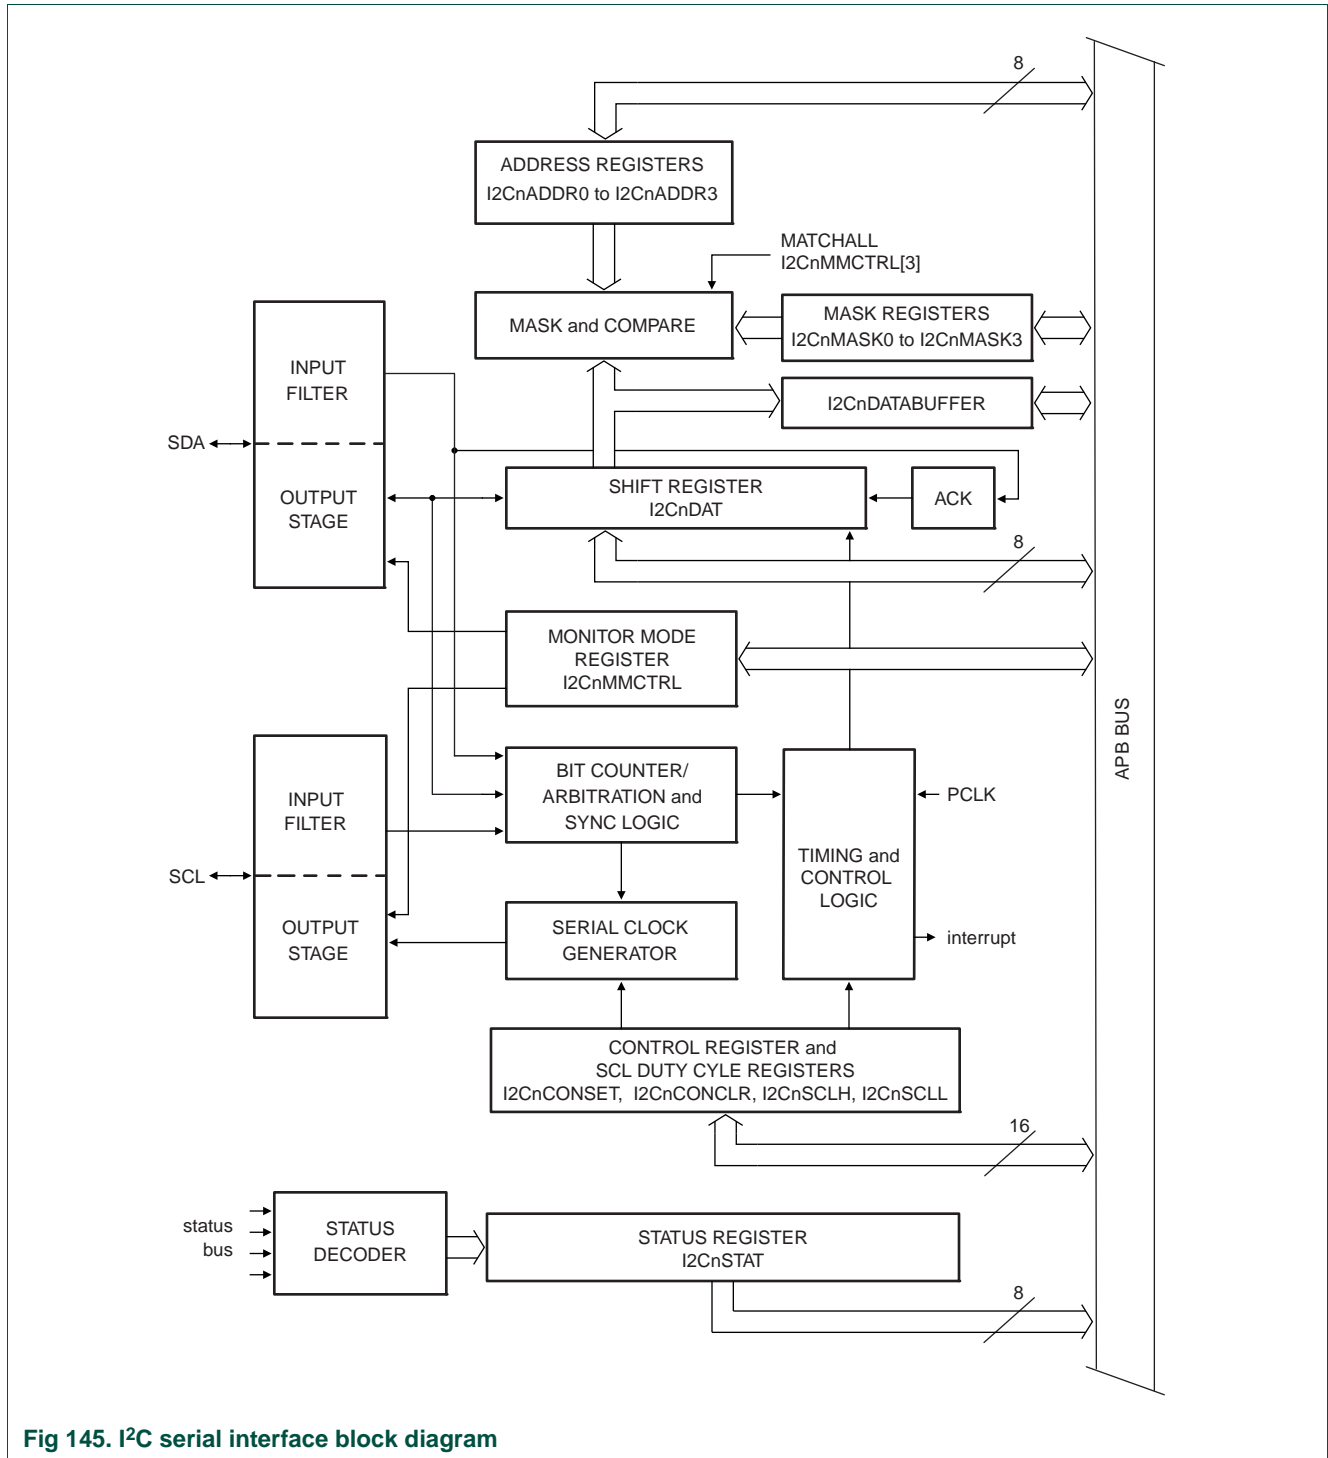 8
ADDRESS REGISTERS
I2CnADDR0 to I2CnADDR3
MATCHALL
I2CnMMCTRL[3]
MASK and COMPARE
MASK REGISTERS
I2CnMASK0 to I2CnMASK3
I2CnDATABUFFER
INPUT
FILTER
SDA
OUTPUT
STAGE
SHIFT REGISTER
I2CnDAT
ACK
8
MONITOR MODE
REGISTER
I2CnMMCTRL
APB BUS
INPUT
FILTER
SCL
OUTPUT
STAGE
BIT COUNTER/
ARBITRATION and
SYNC LOGIC
PCLK
TIMING and
CONTROL
LOGIC
interrupt
SERIAL CLOCK
GENERATOR
CONTROL REGISTER and
SCL DUTY CYLE REGISTERS
I2CnCONSET, I2CnCONCLR, I2CnSCLH, I2CnSCLL
16
status
bus
STATUS
DECODER
STATUS REGISTER
I2CnSTAT
8
Fig 145. I²C serial interface block diagram